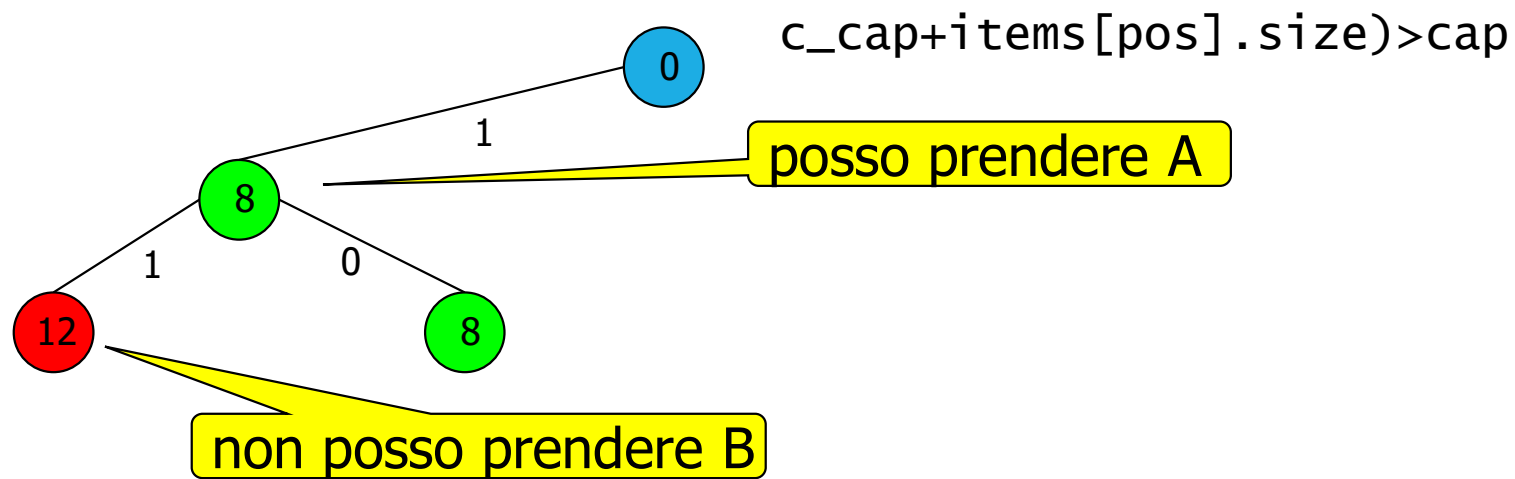 c_cap+items[pos].size)>cap
0
1
posso prendere A
8
1
0
12
8
non posso prendere B